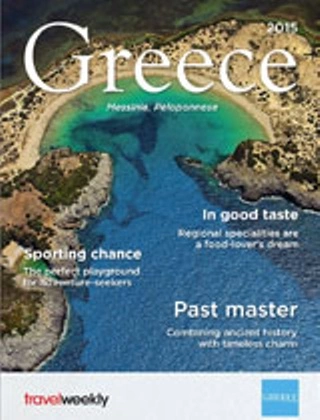 2015
Greece
Messinia, Peloponnese
In good taste
Regional specialities are
a food-lover's dream
Sporting chance
The perfect playground
for adventure-seekers
Past master
Combining ancient history
with timeless charm
travelweekly
GREECE